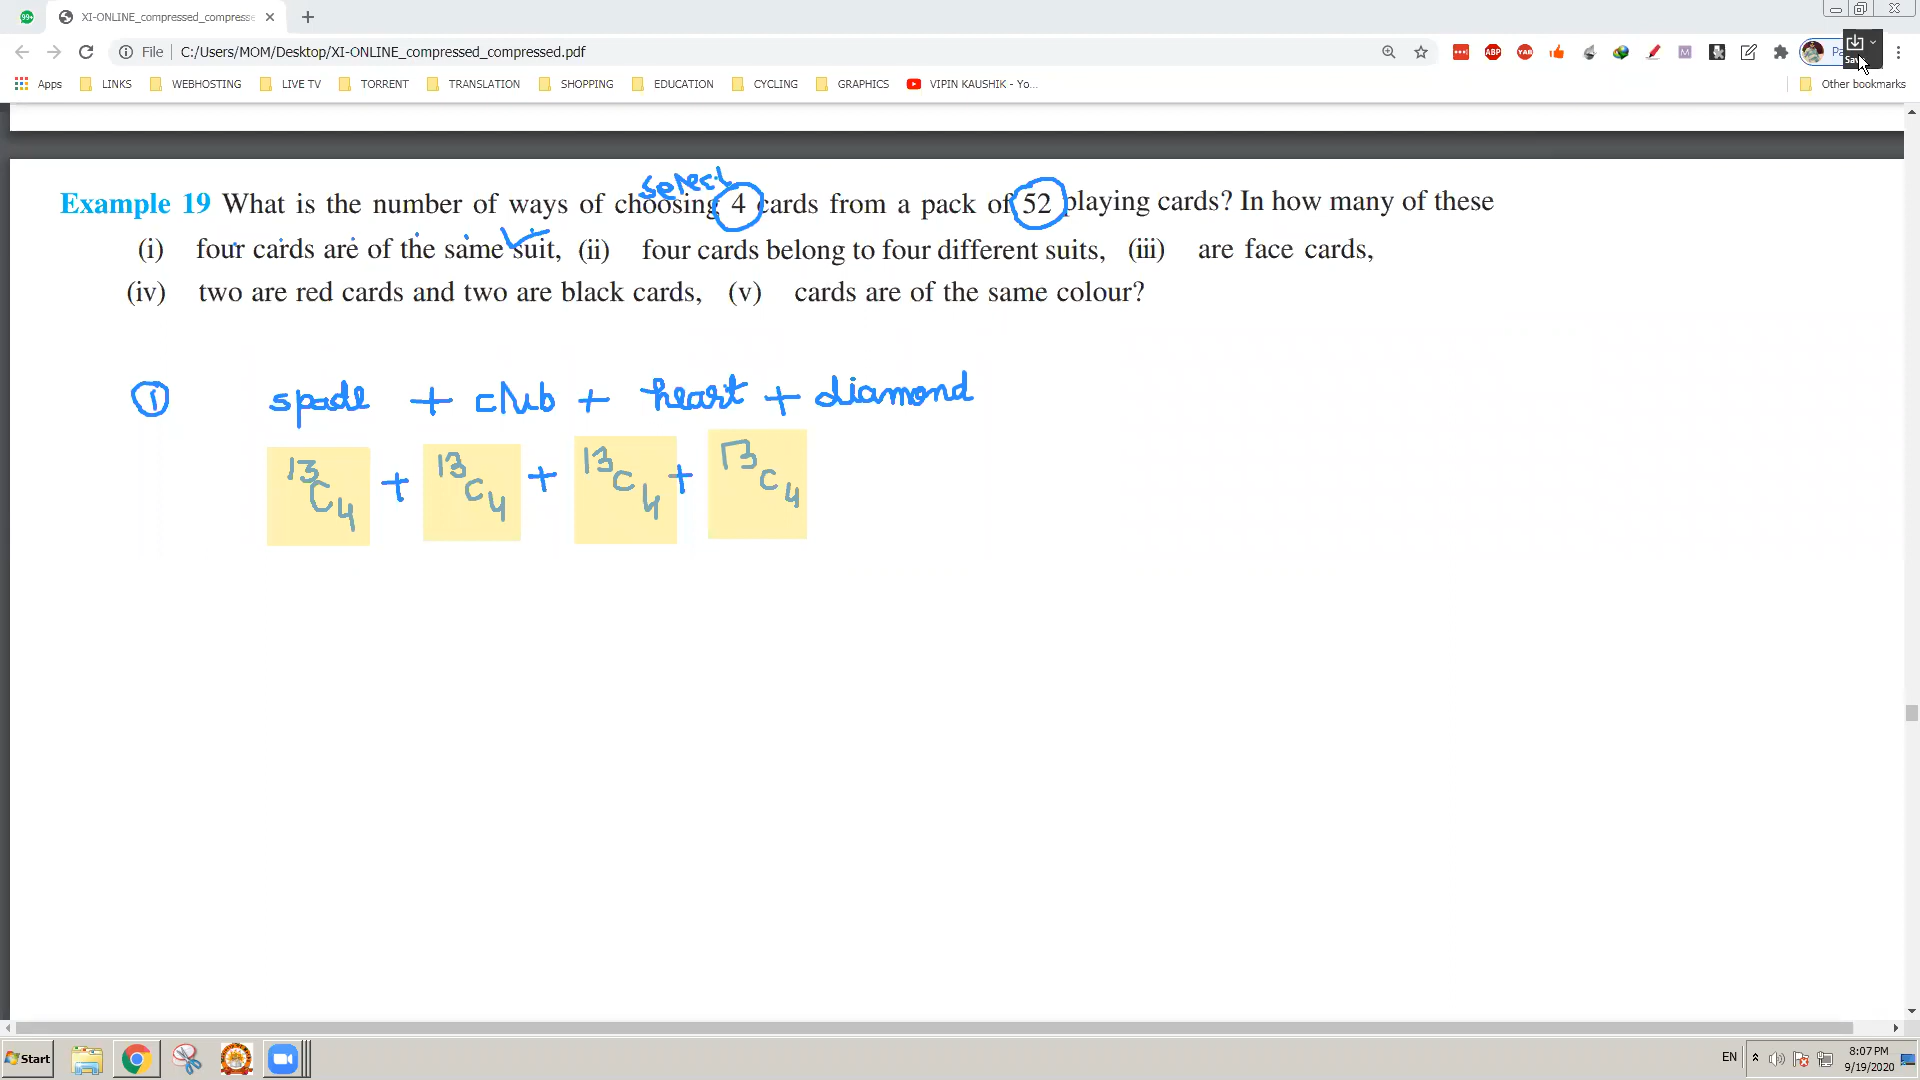 XI-ONLINE_compressed_compresse
File C:/Users/MOM/Desktop/XI-ONLINE_compressed_compressed.pdf
Apps LINKS WEBHOSTING LIVE TV TORRENT TRANSLATION SHOPPING EDUCATION CYCLING GRAPHICS VIPIN KAUSHIK - Yo... Other bookmarks
select
Example 19 What is the number of ways of choosing 4 cards from a pack of 52 playing cards? In how many of these
(i) four cards are of the same suit, (ii) four cards belong to four different suits, (iii) are face cards,
(iv) two are red cards and two are black cards, (v) cards are of the same colour?
① spade + club + heart + diamond
¹³C₄ + ¹³C₄ + ¹³C₄ + ¹³C₄
Start EN 8:07 PM
9/19/2020